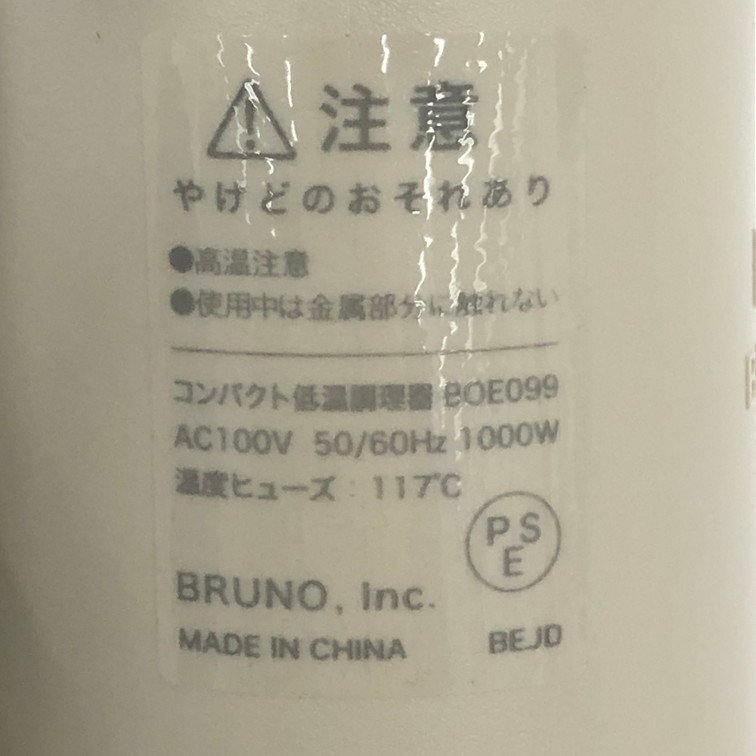 注意
やけどのおそれあり
●高温注意
●使用中は金属部分に触れない
コンパクト低温調理器 BOE099
AC100V 50/60Hz 1000W
温度ヒューズ：117℃
PSE
BRUNO, Inc.
MADE IN CHINA BEJD